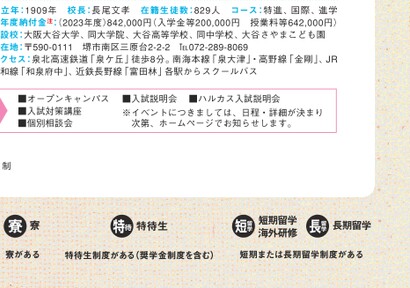 立年：1909年　校長：長尾文孝　在籍生徒数：829人　コース：特進、国際、進学
年度納付金注：（2023年度）842,000円（入学金等200,000円　授業料等642,000円）
設校：大阪大谷大学、同大学院、大谷高等学校、同中学校、大谷さやまこども園
在地：〒590-0111　堺市南区三原台2-2-2　℡072-289-8069
クセス：泉北高速鉄道「泉ケ丘」徒歩8分。南海本線「泉大津」・高野線「金剛」、JR
和線「和泉府中」、近鉄長野線「富田林」各駅からスクールバス
■オープンキャンパス　■入試説明会　■ハルカス入試説明会
■入試対策講座
■個別相談会
※イベントにつきましては、日程・詳細が決まり
次第、ホームページでお知らせします。
制
寮 寮
寮がある
特待 特待生
特待生制度がある（奨学金制度を含む）
短留学 短期留学
海外研修
長留学 長期留学
短期または長期留学制度がある